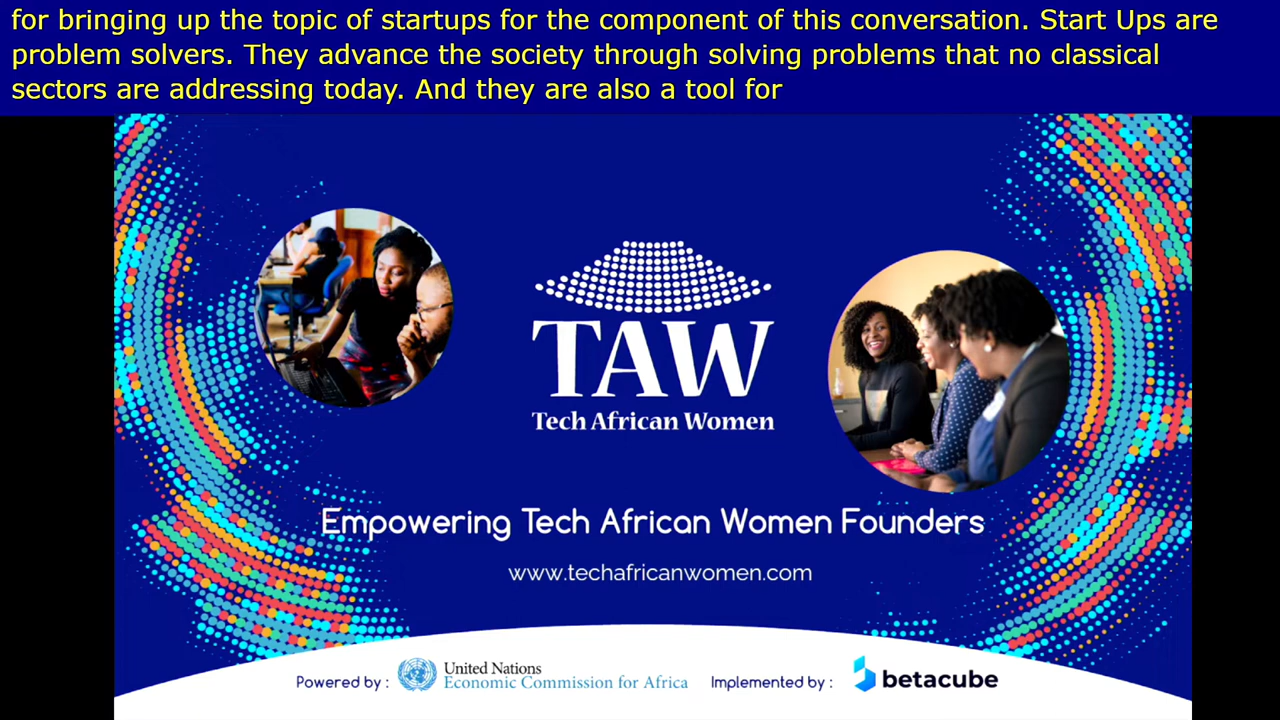 for bringing up the topic of startups for the component of this conversation. Start Ups are
problem solvers. They advance the society through solving problems that no classical
sectors are addressing today. And they are also a tool for
TAW
Tech African Women
Empowering Tech African Women Founders
www.techafricanwomen.com
Powered by :
United Nations
Economic Commission for Africa
Implemented by :
betacube